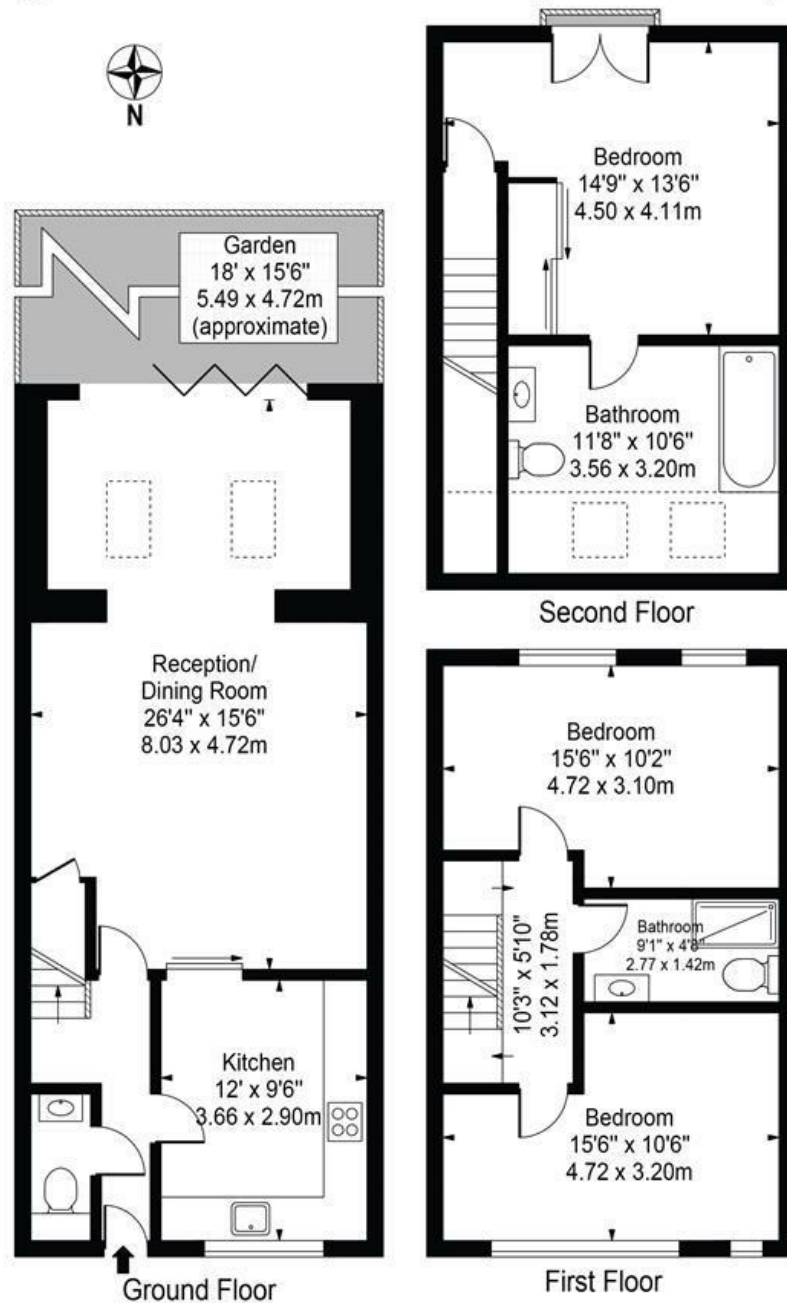 N
Garden
18' x 15'6"
5.49 x 4.72m
(approximate)
Reception/
Dining Room
26'4" x 15'6"
8.03 x 4.72m
Kitchen
12' x 9'6"
3.66 x 2.90m
Ground Floor
Bedroom
14'9" x 13'6"
4.50 x 4.11m
Bathroom
11'8" x 10'6"
3.56 x 3.20m
Second Floor
Bedroom
15'6" x 10'2"
4.72 x 3.10m
10'3" x 5'10"
3.12 x 1.78m
Bathroom
9'1" x 4'8"
2.77 x 1.42m
Bedroom
15'6" x 10'6"
4.72 x 3.20m
First Floor